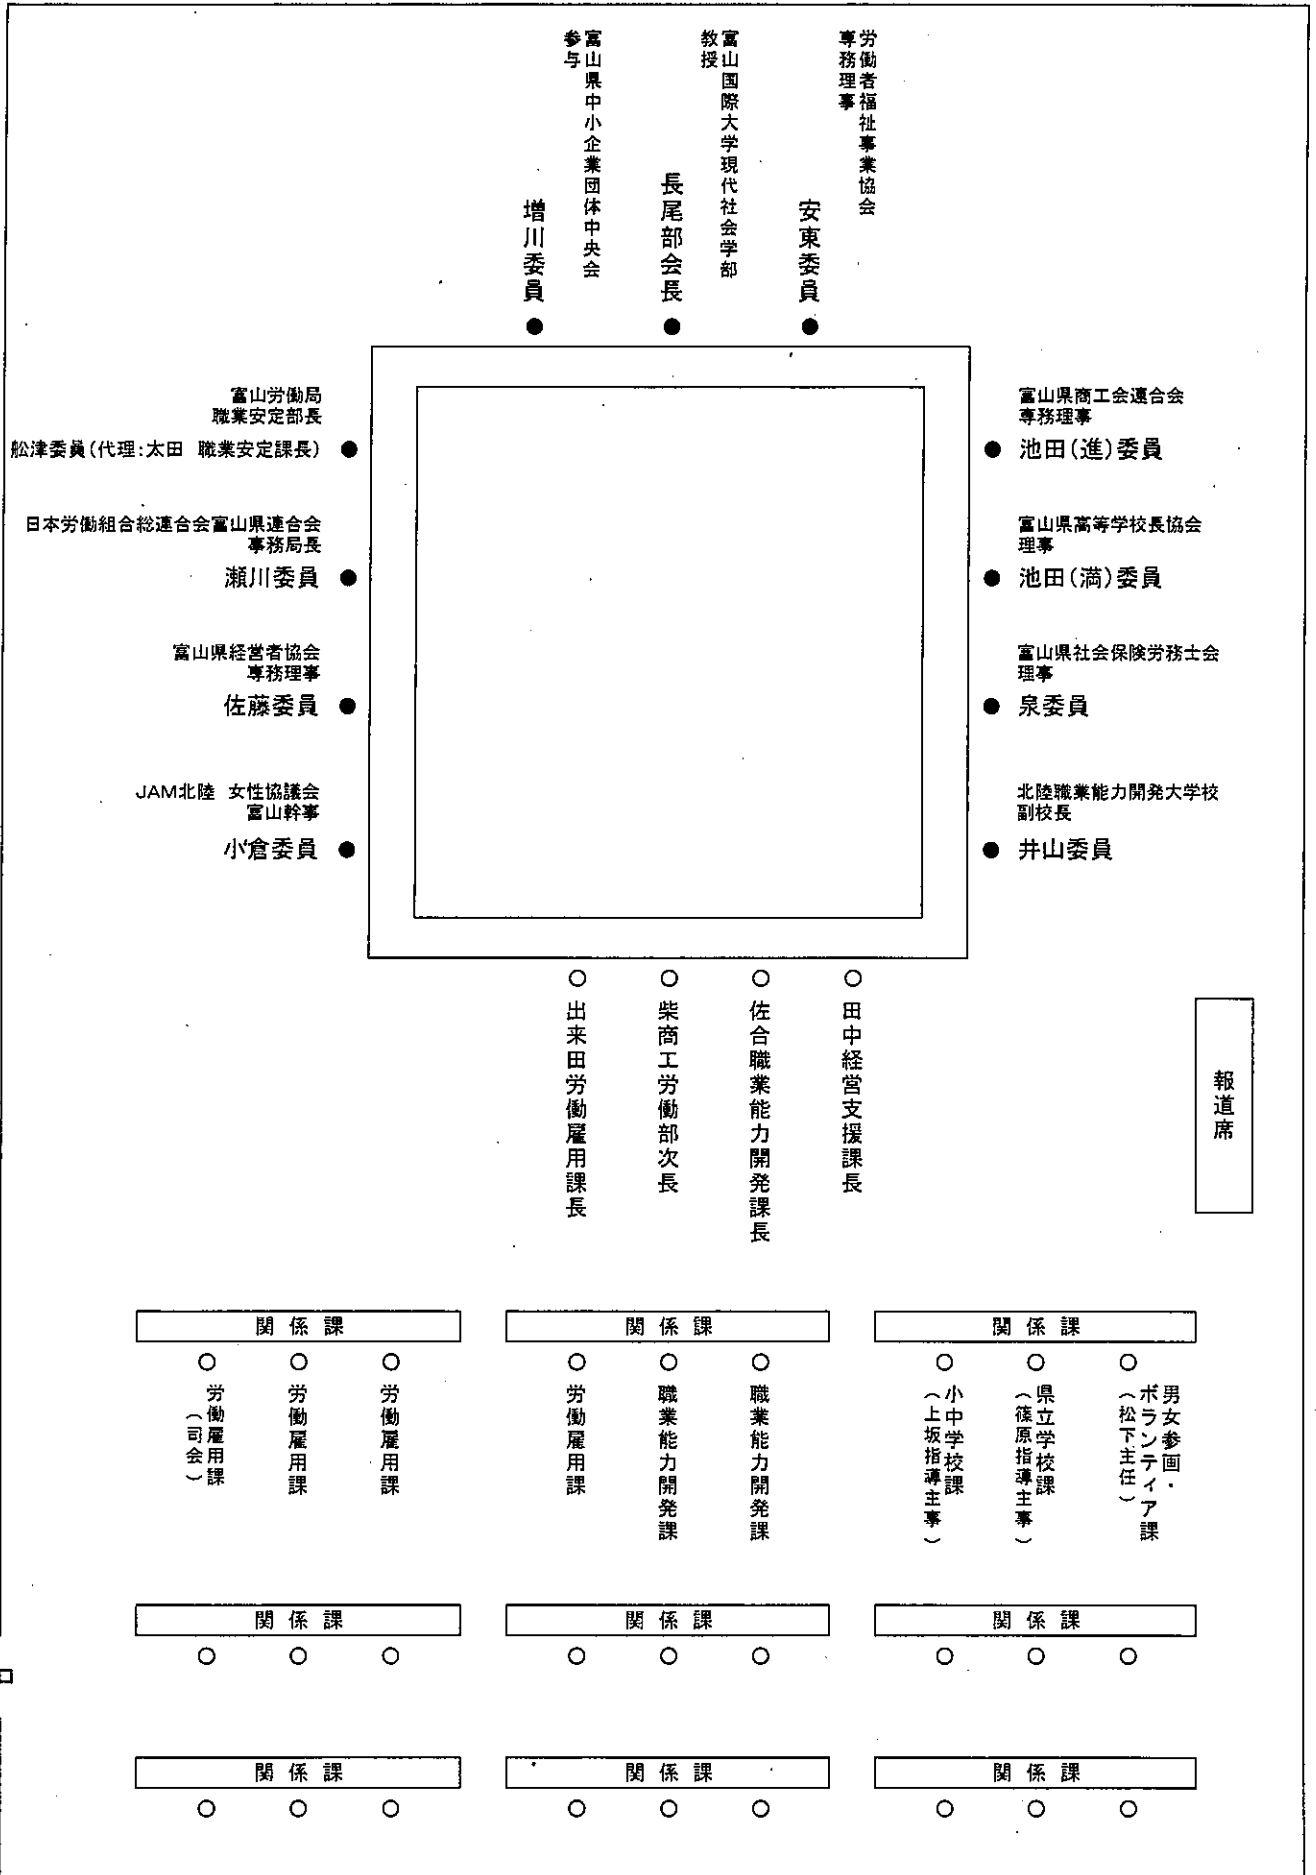 労働者福祉事業協会
専務理事
安東委員
富山国際大学現代社会学部
教授
長尾部会長
富山県中小企業団体中央会
参与
増川委員
富山労働局
職業安定部長
舩津委員(代理:太田 職業安定課長)
日本労働組合総連合会富山県連合会
事務局長
瀬川委員
富山県経営者協会
専務理事
佐藤委員
JAM北陸 女性協議会
富山幹事
小倉委員
富山県商工会連合会
専務理事
池田(進)委員
富山県高等学校長協会
理事
池田(満)委員
富山県社会保険労務士会
理事
泉委員
北陸職業能力開発大学校
副校長
井山委員
田中経営支援課長
佐合職業能力開発課長
柴商工労働部次長
出来田労働雇用課長
報道席
関係課
関係課
関係課
男女参画・
ボランティア課
(松下主任)
県立学校課
(篠原指導主事)
小中学校課
(上坂指導主事)
職業能力開発課
職業能力開発課
労働雇用課
労働雇用課
労働雇用課
労働雇用課
(司会)
関係課
関係課
関係課
関係課
関係課
関係課